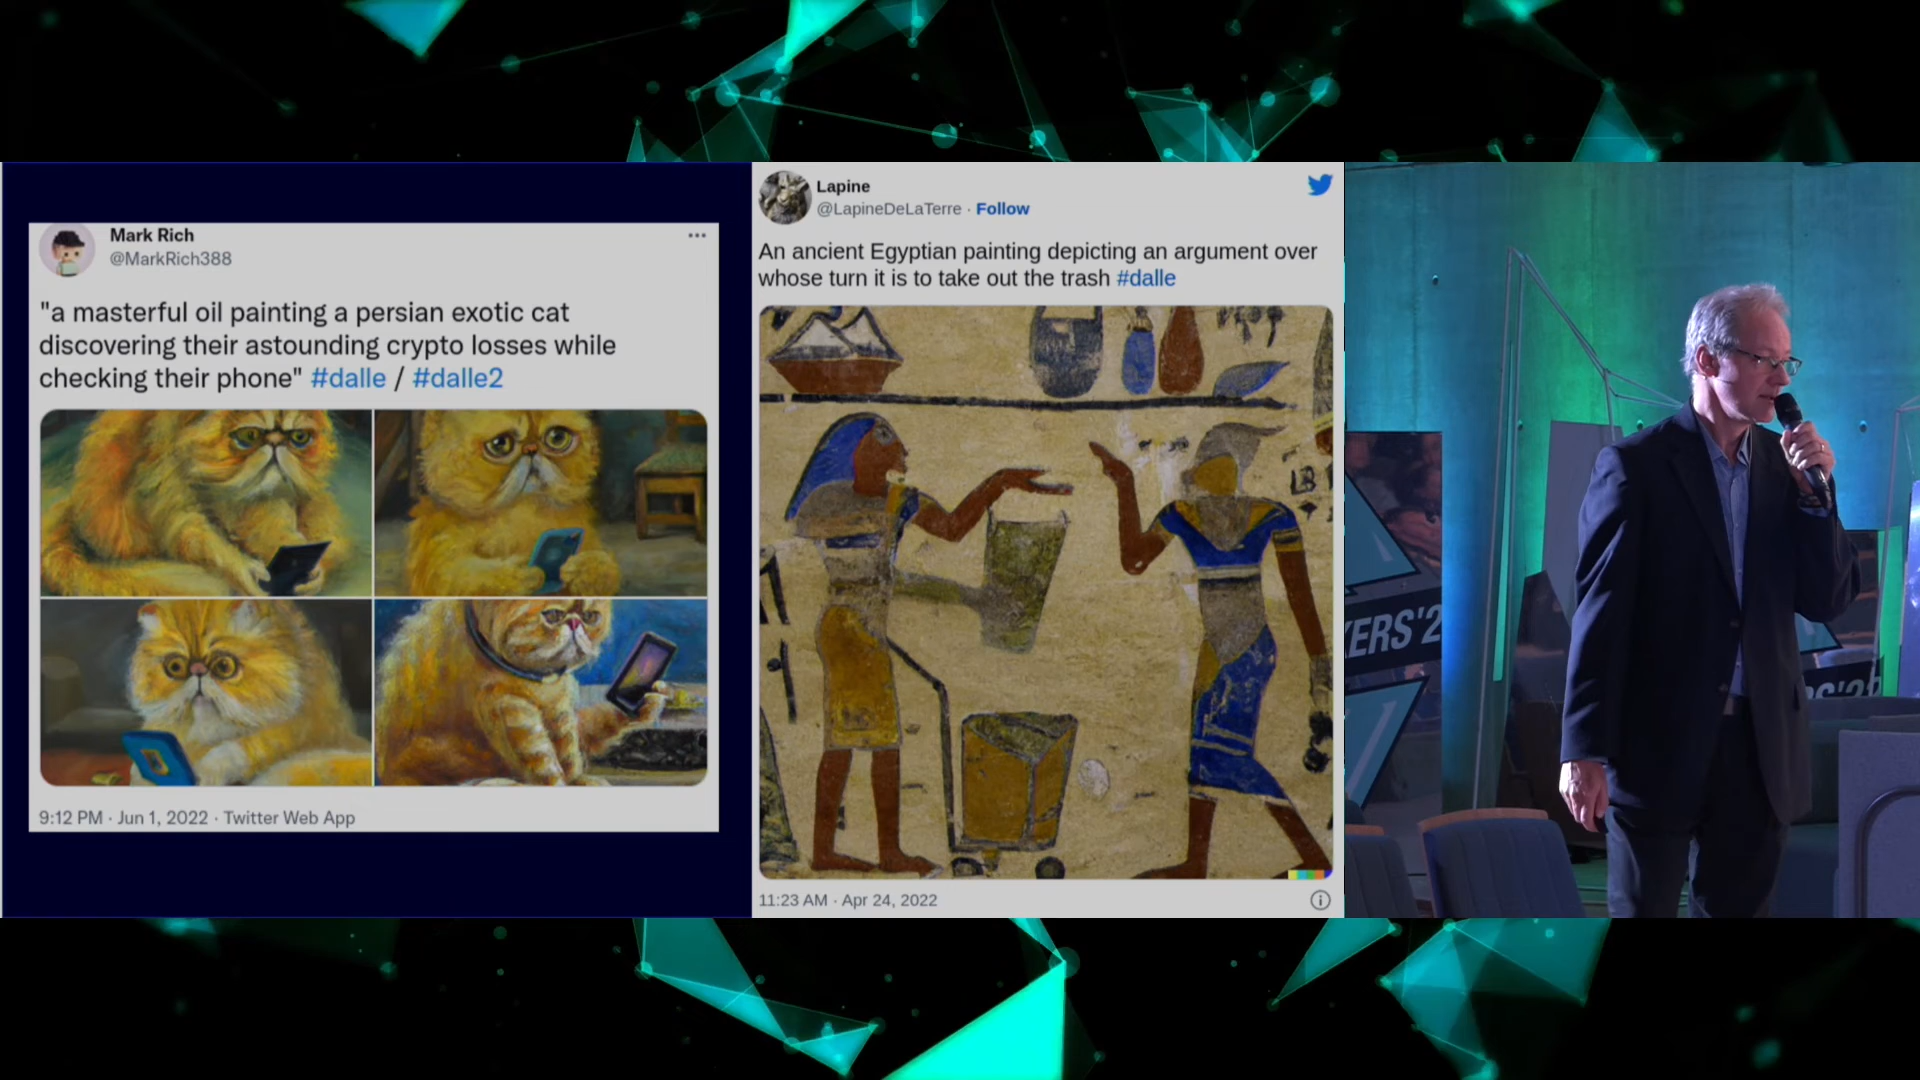 Mark Rich
@MarkRich388
"a masterful oil painting a persian exotic cat
discovering their astounding crypto losses while
checking their phone" #dalle / #dalle2
9:12 PM · Jun 1, 2022 · Twitter Web App
Lapine
@LapineDeLaTerre · Follow
An ancient Egyptian painting depicting an argument over
whose turn it is to take out the trash #dalle
11:23 AM · Apr 24, 2022
KERS'2